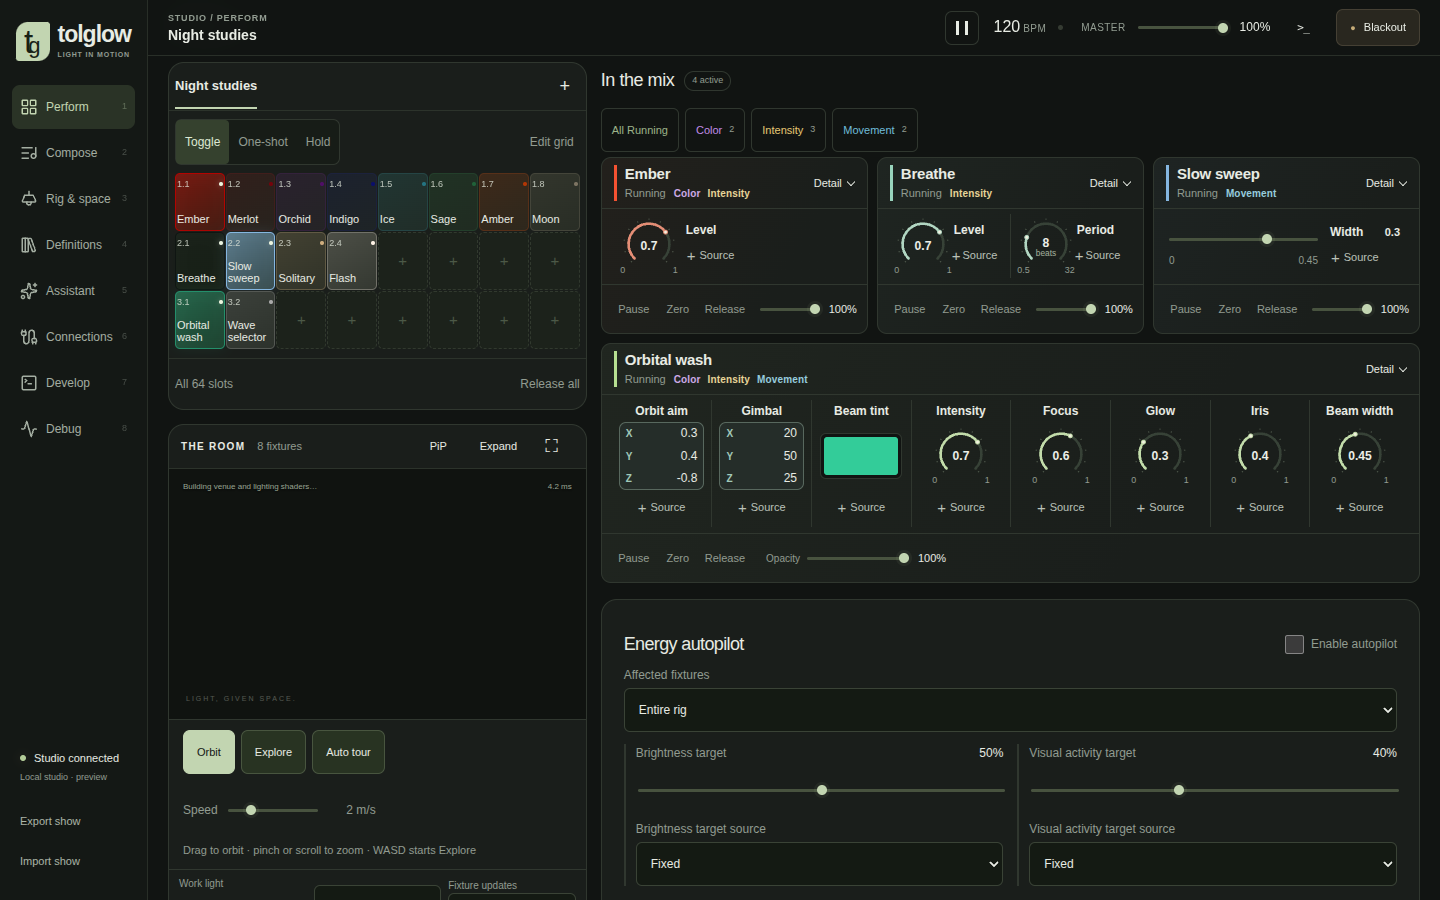 tg tolglow
LIGHT IN MOTION
Perform 1
Compose 2
Rig & space 3
Definitions 4
Assistant 5
Connections 6
Develop 7
Debug 8
Studio connected
Local studio · preview
Export show
Import show
STUDIO / PERFORM
Night studies
120 BPM
MASTER
100%
>_
Blackout
Night studies
+
Toggle One-shot Hold
Edit grid
1.1 1.2 1.3 1.4 1.5 1.6 1.7 1.8
Ember Merlot Orchid Indigo Ice Sage Amber Moon
2.1 2.2 2.3 2.4
Breathe Slow sweep Solitary Flash + + + +
3.1 3.2
Orbital wash Wave selector + + + + + +
All 64 slots
Release all
THE ROOM 8 fixtures
PiP
Expand
Building venue and lighting shaders...
4.2 ms
LIGHT, GIVEN SPACE.
Orbit Explore Auto tour
Speed
2 m/s
Drag to orbit · pinch or scroll to zoom · WASD starts Explore
Work light
Fixture updates
In the mix
4 active
All Running Color 2 Intensity 3 Movement 2
Ember
Running Color Intensity
Detail
0.7
0 1
Level
+ Source
Pause Zero Release 100%
Breathe
Running Intensity
Detail
0.7
0 1
Level
+ Source
8
beats
0.5 32
Period
+ Source
Pause Zero Release 100%
Slow sweep
Running Movement
Detail
0 0.45
Width 0.3
+ Source
Pause Zero Release 100%
Orbital wash
Running Color Intensity Movement
Detail
Orbit aim
X 0.3
Y 0.4
Z -0.8
+ Source
Gimbal
X 20
Y 50
Z 25
+ Source
Beam tint
+ Source
Intensity
0.7
0 1
+ Source
Focus
0.6
0 1
+ Source
Glow
0.3
0 1
+ Source
Iris
0.4
0 1
+ Source
Beam width
0.45
0 1
+ Source
Pause Zero Release Opacity 100%
Energy autopilot
Enable autopilot
Affected fixtures
Entire rig
Brightness target 50%
Visual activity target 40%
Brightness target source
Fixed
Visual activity target source
Fixed